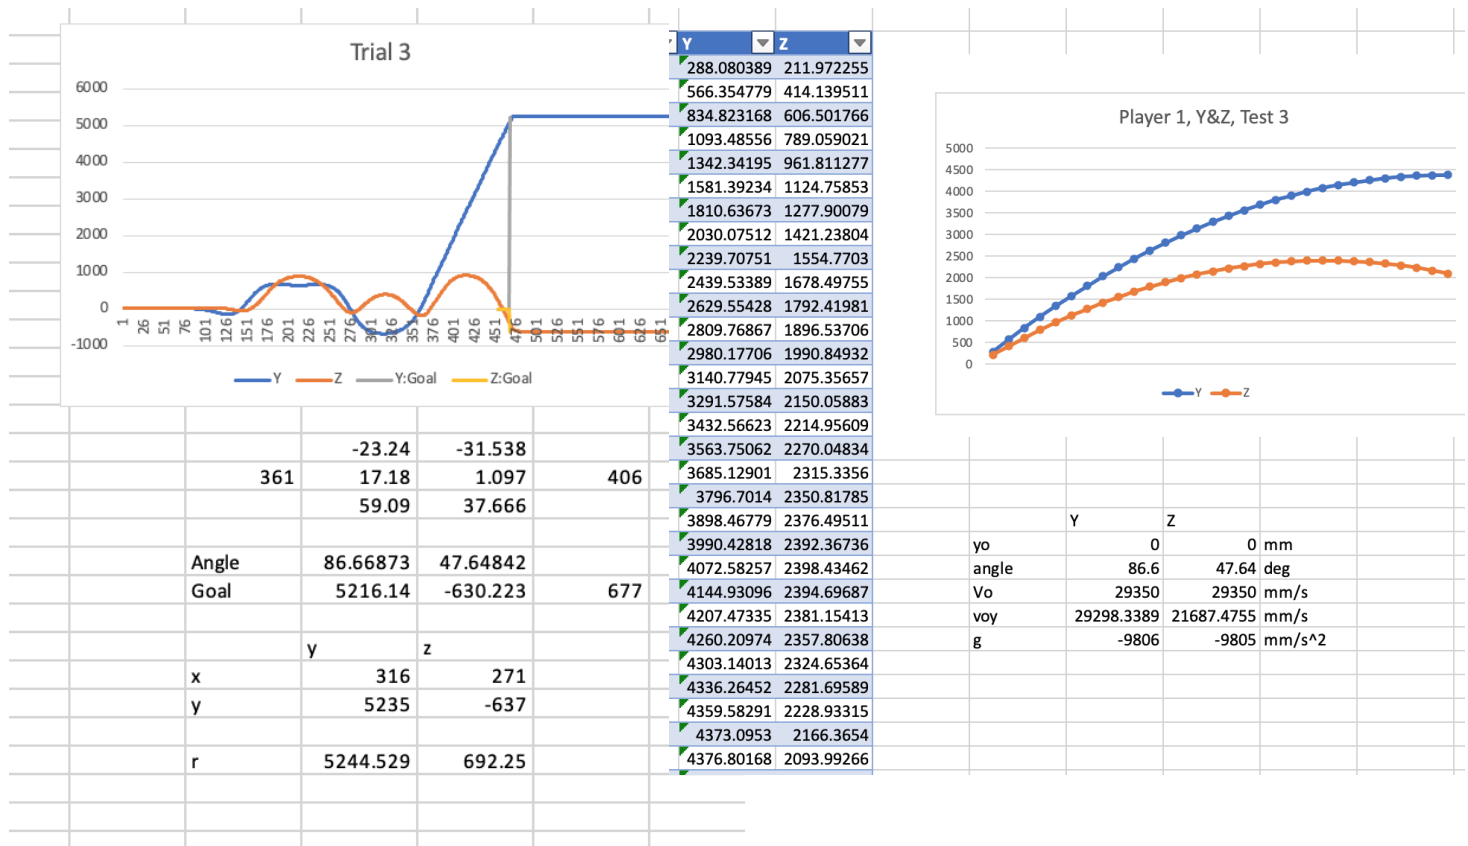 Trial 3
6000
5000
4000
3000
2000
1000
0
-1000
1 26 51 76 101 126 151 176 201 226 251 276 301 326 351 376 401 426 451 476 501 526 551 576 601 626 651
Y Z Y:Goal Z:Goal
-23.24 -31.538
361 17.18 1.097 406
59.09 37.666
Angle 86.66873 47.64842
Goal 5216.14 -630.223 677
y z
x 316 271
y 5235 -637
r 5244.529 692.25
Y Z
288.080389 211.972255
566.354779 414.139511
834.823168 606.501766
1093.48556 789.059021
1342.34195 961.811277
1581.39234 1124.75853
1810.63673 1277.90079
2030.07512 1421.23804
2239.70751 1554.7703
2439.53389 1678.49755
2629.55428 1792.41981
2809.76867 1896.53706
2980.17706 1990.84932
3140.77945 2075.35657
3291.57584 2150.05883
3432.56623 2214.95609
3563.75062 2270.04834
3685.12901 2315.3356
3796.7014 2350.81785
3898.46779 2376.49511
3990.42818 2392.36736
4072.58257 2398.43462
4144.93096 2394.69687
4207.47335 2381.15413
4260.20974 2357.80638
4303.14013 2324.65364
4336.26452 2281.69589
4359.58291 2228.93315
4373.0953 2166.3654
4376.80168 2093.99266
Player 1, Y&Z, Test 3
5000
4500
4000
3500
3000
2500
2000
1500
1000
500
0
Y Z
Y Z
yo 0 0 mm
angle 86.6 47.64 deg
Vo 29350 29350 mm/s
voy 29298.3389 21687.4755 mm/s
g -9806 -9805 mm/s^2